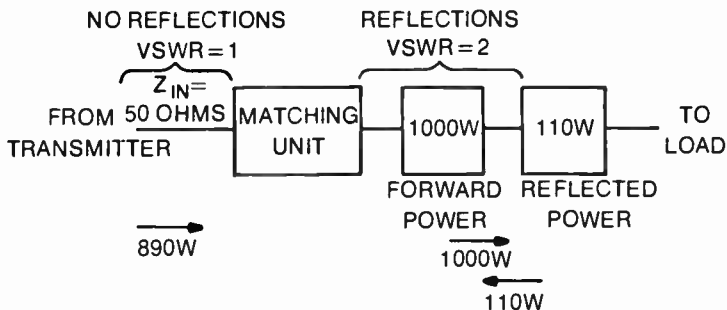 NO REFLECTIONS
VSWR = 1
REFLECTIONS
VSWR = 2
Z IN =
FROM 50 OHMS
TRANSMITTER
MATCHING
UNIT
1000W
110W
TO
LOAD
FORWARD
POWER
REFLECTED
POWER
890W
1000W
110W